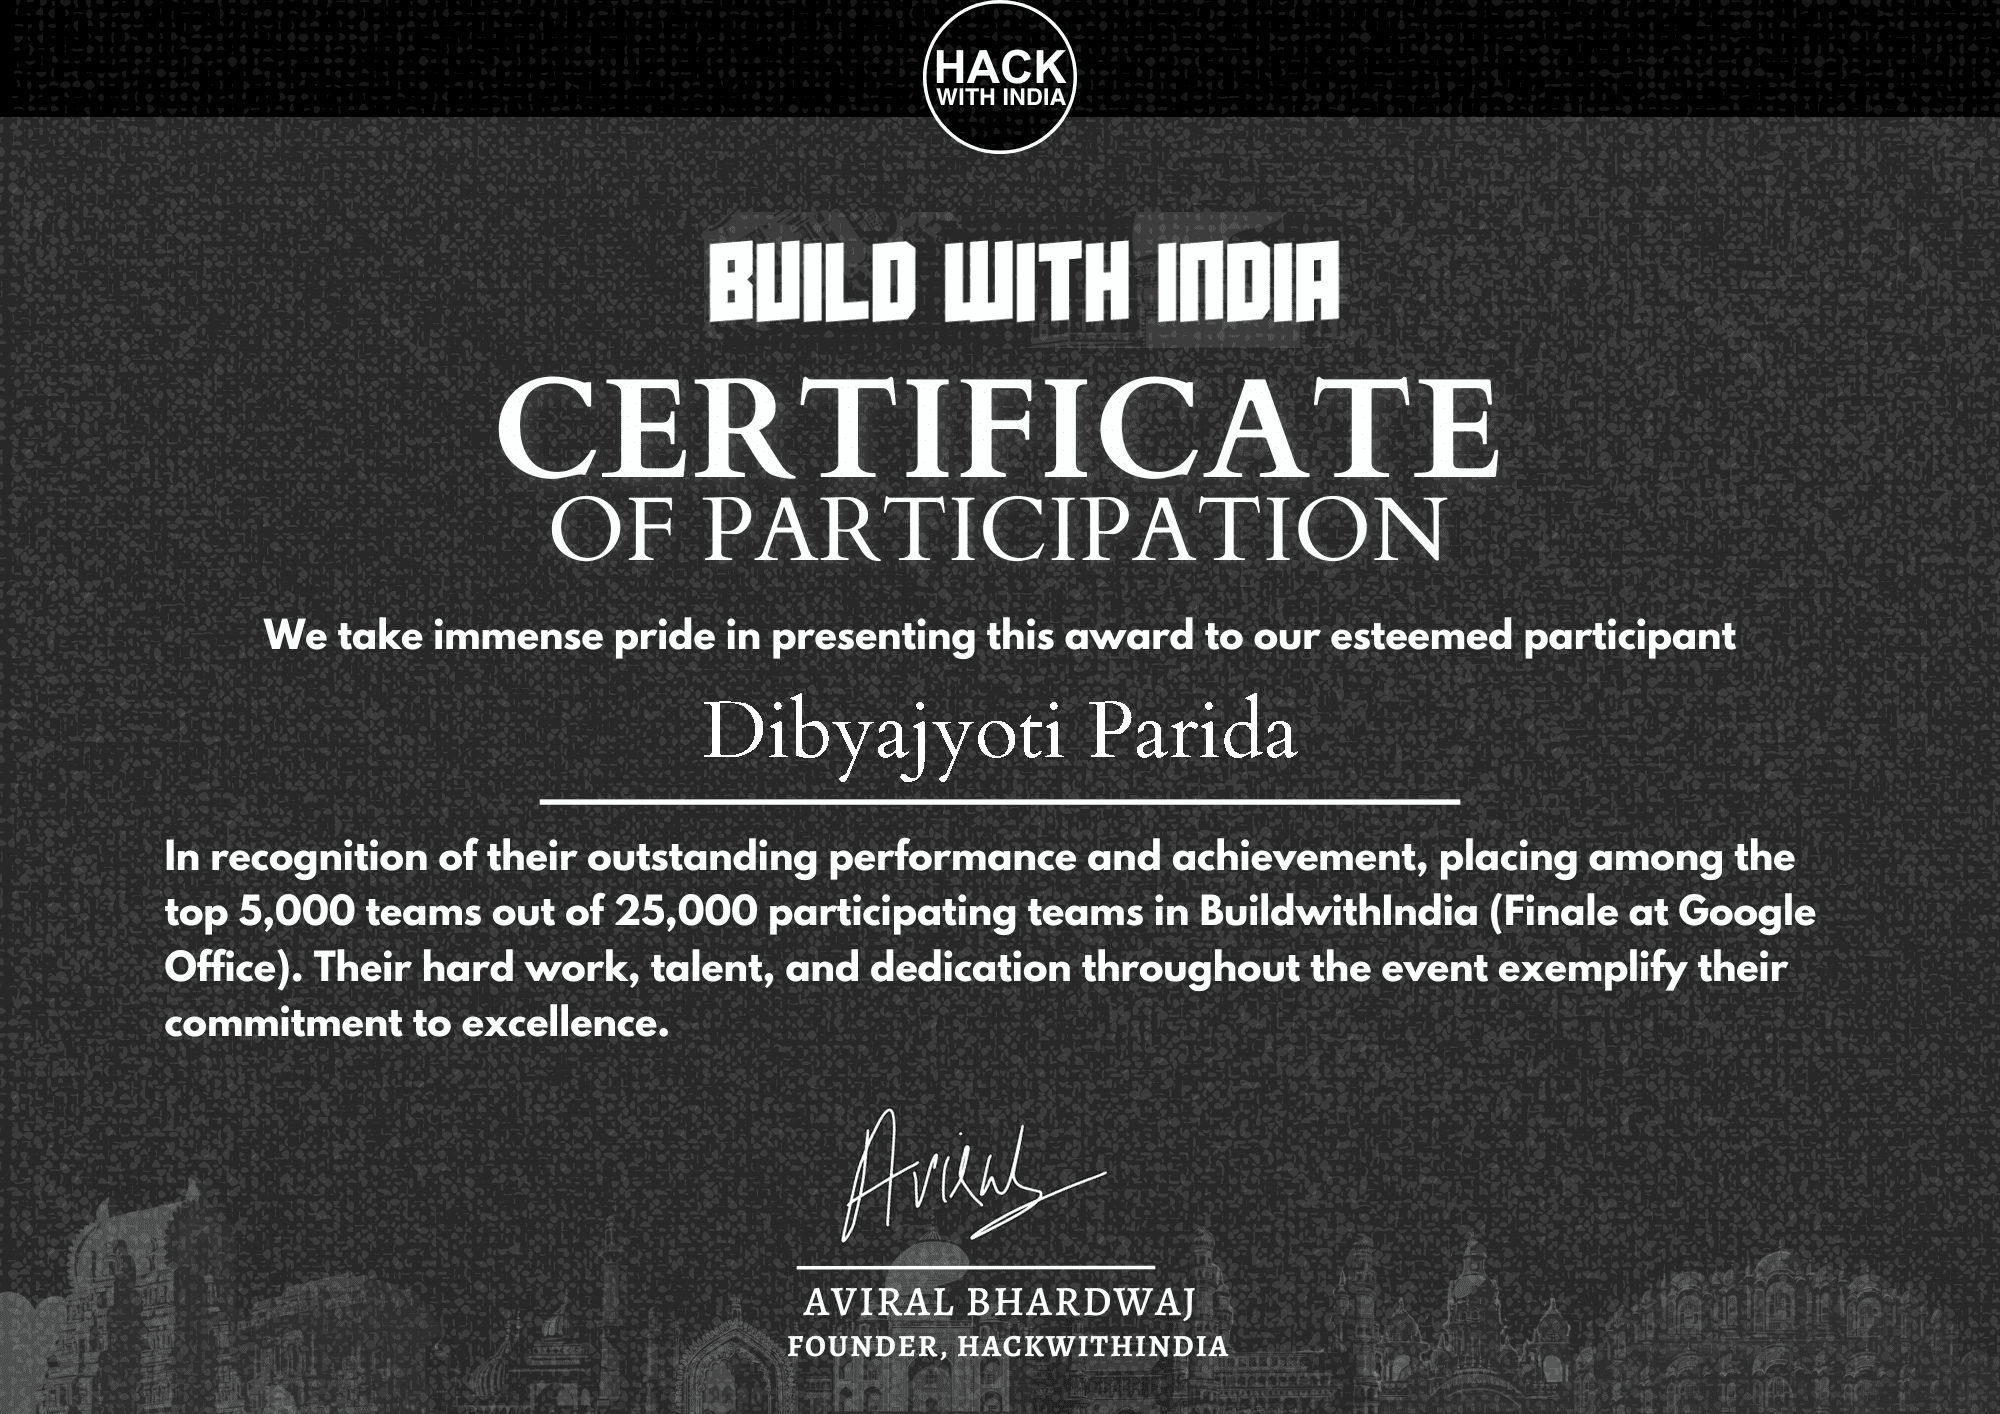 HACK
WITH INDIA
BUILD WITH INDIA
CERTIFICATE
OF PARTICIPATION
We take immense pride in presenting this award to our esteemed participant
Dibyajyoti Parida
In recognition of their outstanding performance and achievement, placing among the
top 5,000 teams out of 25,000 participating teams in BuildwithIndia (Finale at Google
Office). Their hard work, talent, and dedication throughout the event exemplify their
commitment to excellence.
Aviral
AVIRAL BHARDWAJ
FOUNDER, HACKWITHINDIA